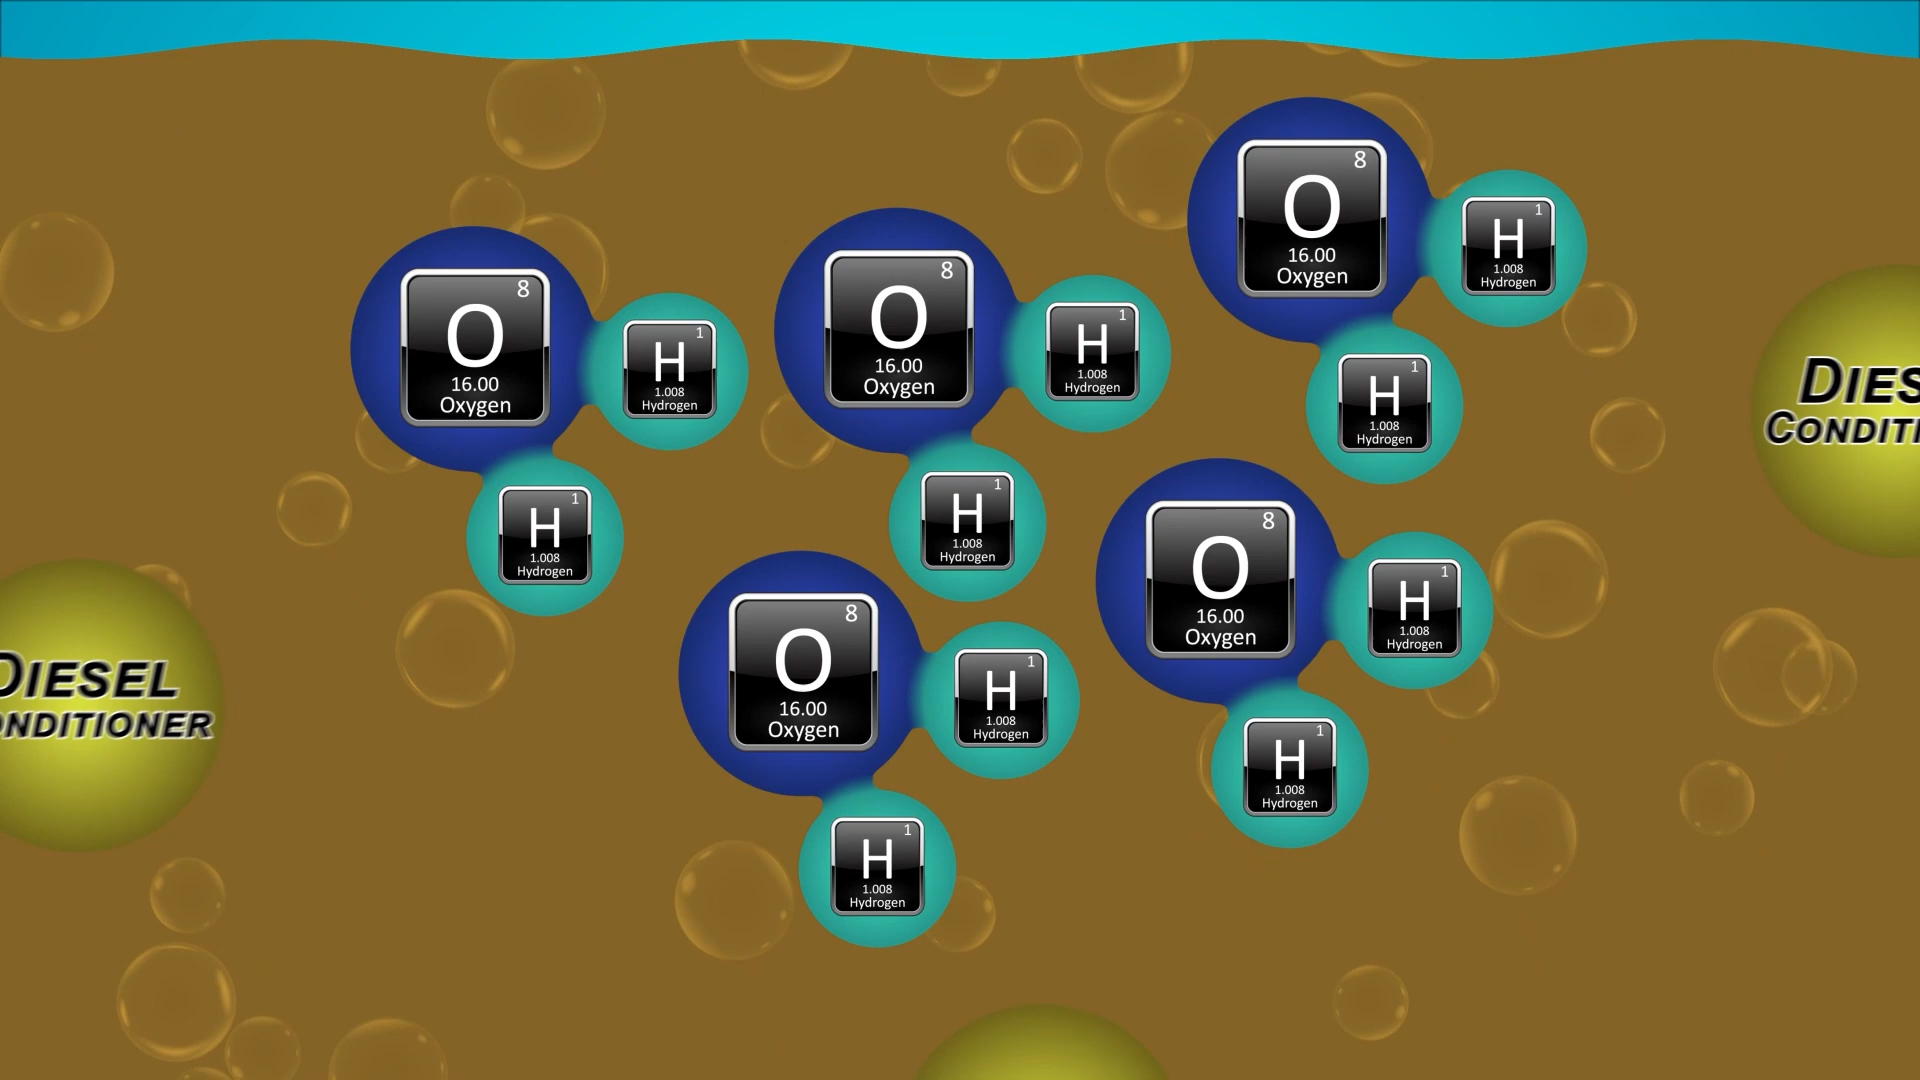 8
O
16.00
Oxygen
1
H
1.008
Hydrogen
1
H
1.008
Hydrogen
8
O
16.00
Oxygen
1
H
1.008
Hydrogen
1
H
1.008
Hydrogen
8
O
16.00
Oxygen
1
H
1.008
Hydrogen
1
H
1.008
Hydrogen
8
O
16.00
Oxygen
1
H
1.008
Hydrogen
1
H
1.008
Hydrogen
8
O
16.00
Oxygen
1
H
1.008
Hydrogen
1
H
1.008
Hydrogen
DIESEL
ONDITIONER
DIES
CONDITI